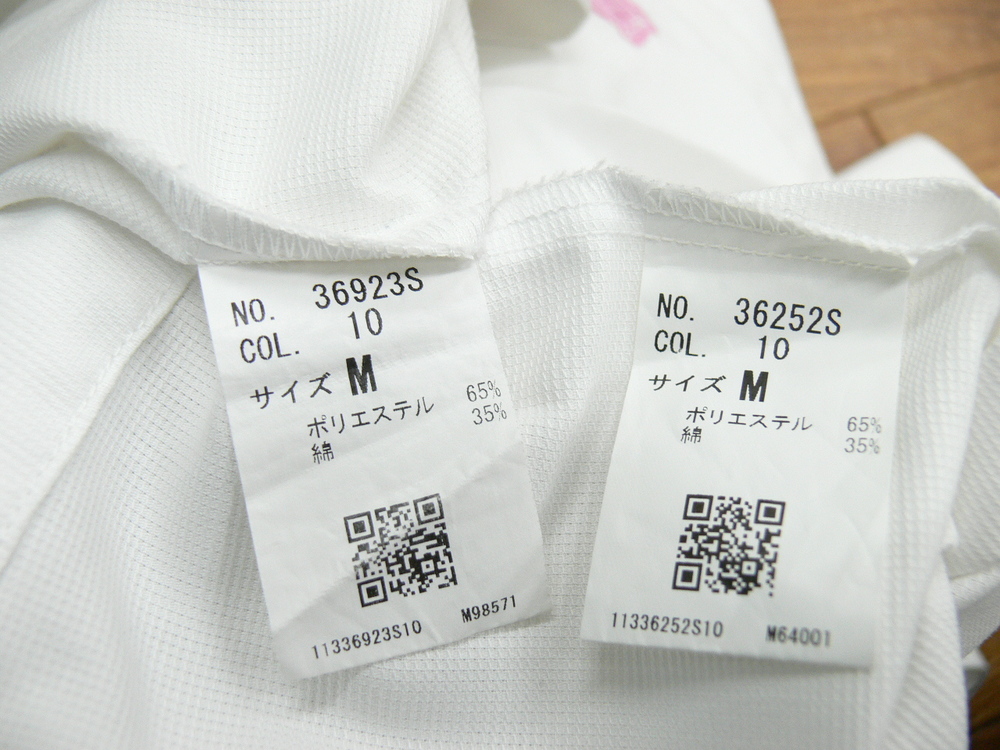 NO. 36923S
COL. 10
サイズ M
ポリエステル 65%
綿 35%
11336923S10 M98571
NO. 36252S
COL. 10
サイズ M
ポリエステル 65%
綿 35%
11336252S10 M64001